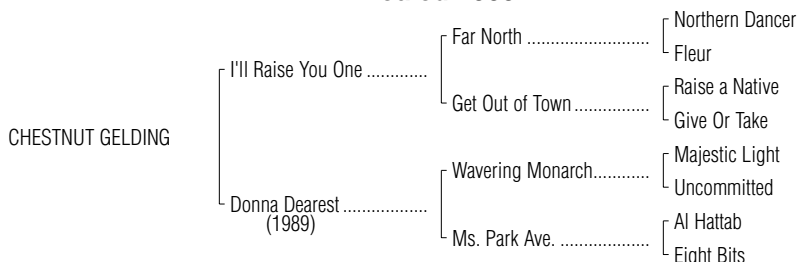 Northern Dancer
Far North ............................
Fleur
I'll Raise You One ..............
Raise a Native
Get Out of Town .................
Give Or Take
CHESTNUT GELDING
Majestic Light
Wavering Monarch.............
Uncommitted
Donna Dearest ...................
(1989)
Al Hattab
Ms. Park Ave. ....................
Eight Bits